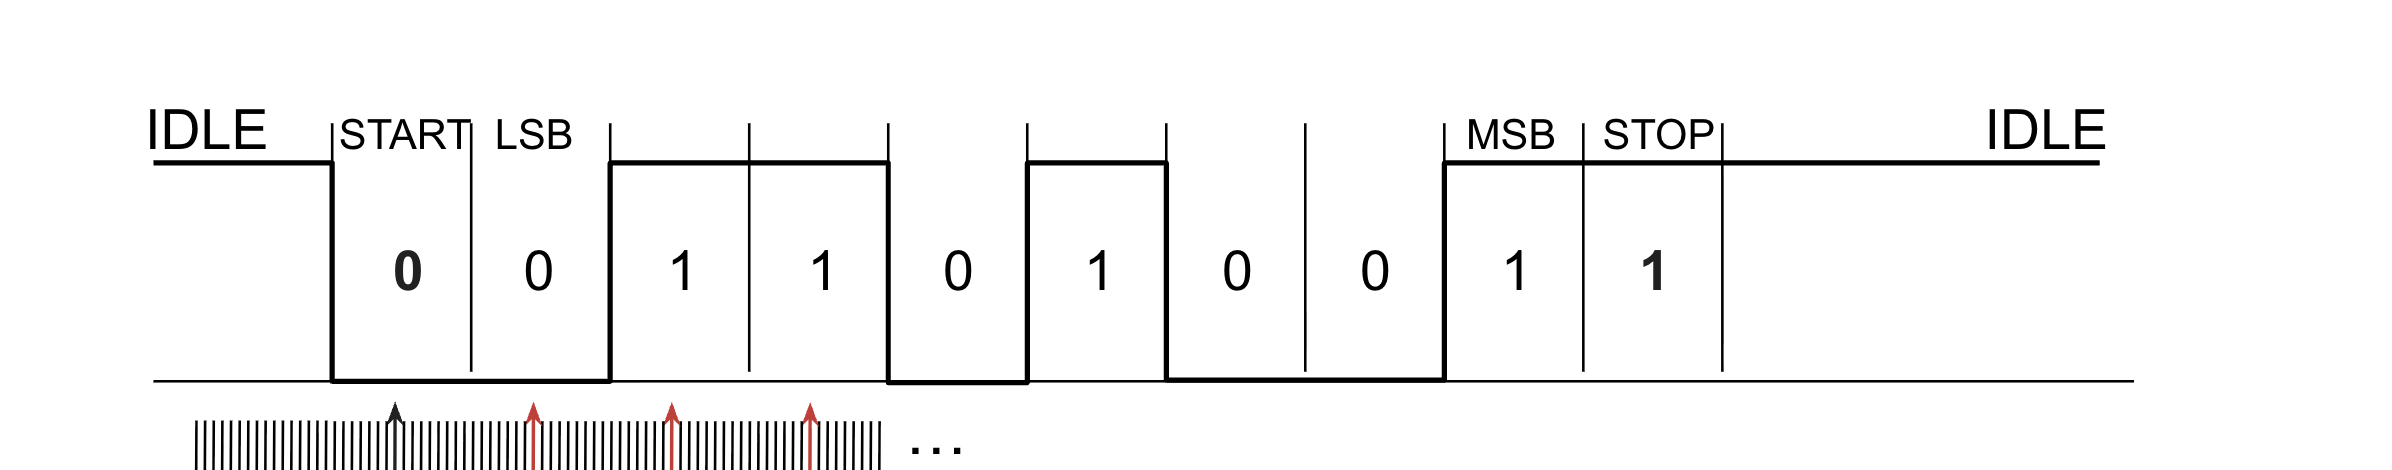 IDLE START LSB MSB STOP IDLE
0 0 1 1 0 1 0 0 1 1
...